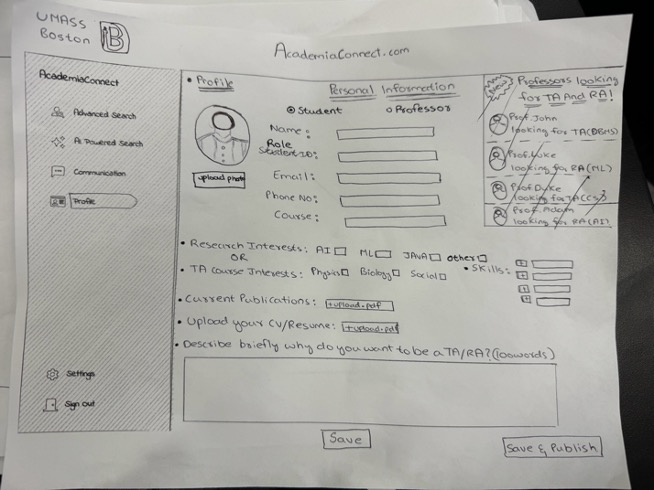 UMASS
Boston
B
AcademiaConnect.com
AcademiaConnect
Advanced Search
AI Powered Search
Communication
Profile
Settings
Sign out
• Profile
upload photo
Personal Information
Student
Professor
Name:
Role
Student ID:
Email:
Phone No:
Course:
NEW
Professors looking
for TA And RA!
Prof. John
looking for TA(DBMS)
Prof. Luke
looking for RA(ML)
Prof. Duke
looking for TA(CS)
Prof. Adam
looking for RA(AI)
• Research Interests: AI ML JAVA other
OR
• TA course Interests: Physics Biology Social
• Skills:
+
+
+
+
• Current Publications: +upload.pdf
• Upload your CV/Resume: +upload.pdf
• Describe briefly why do you want to be a TA/RA? (100words)
Save
Save & Publish